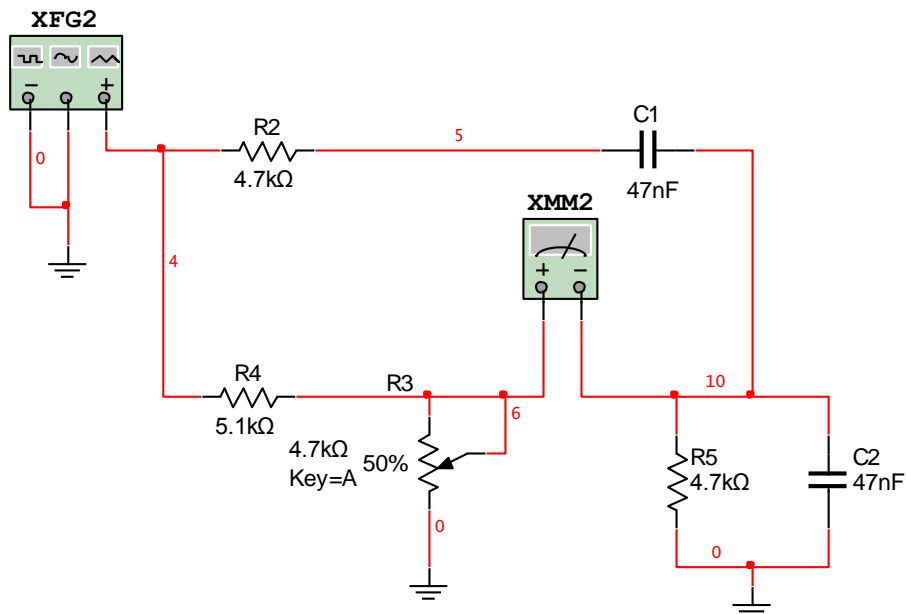 XFG2
R2
4.7kΩ
5
C1
47nF
0
XMM2
4
R4
5.1kΩ
R3
6
10
4.7kΩ
Key=A
50%
R5
4.7kΩ
C2
47nF
0
0